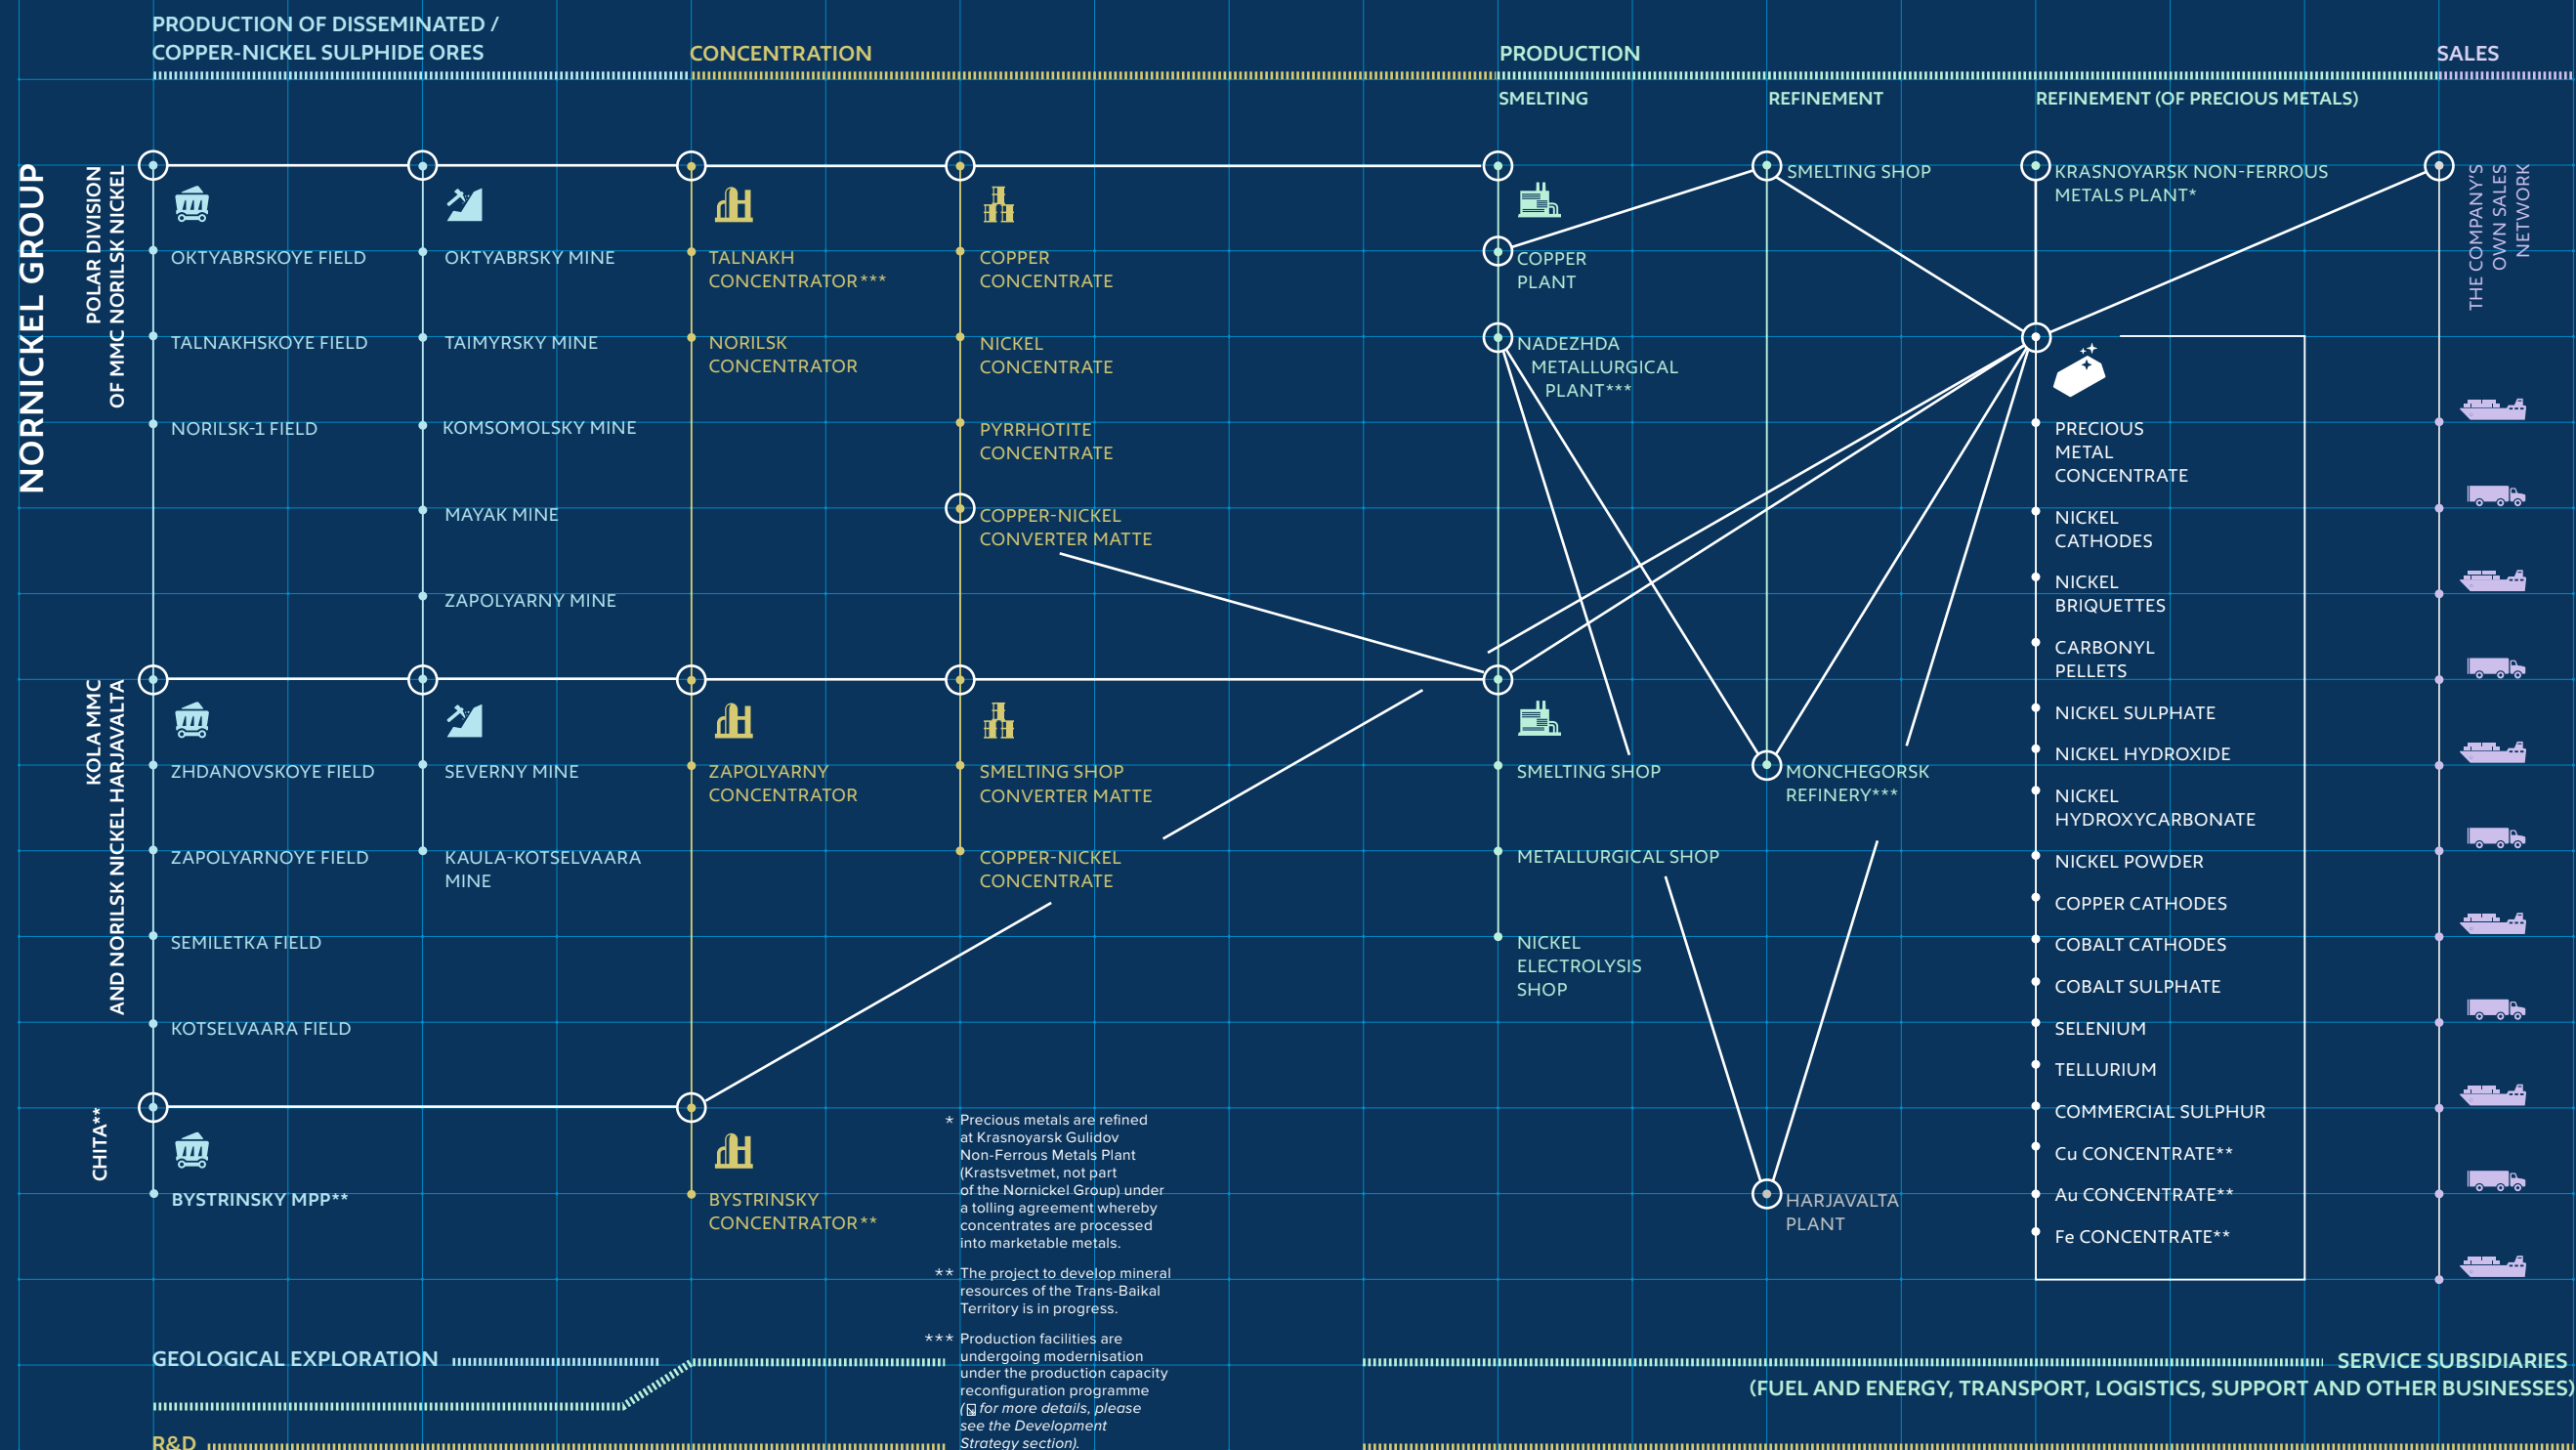 PRODUCTION OF DISSEMINATED /
COPPER-NICKEL SULPHIDE ORES
CONCENTRATION
PRODUCTION
SALES
SMELTING
REFINEMENT
REFINEMENT (OF PRECIOUS METALS)
NORNICKEL GROUP
POLAR DIVISION
OF MMC NORILSK NICKEL
OKTYABRSKOYE FIELD
TALNAKHSKOYE FIELD
NORILSK-1 FIELD
OKTYABRSKY MINE
TAIMYRSKY MINE
KOMSOMOLSKY MINE
MAYAK MINE
ZAPOLYARNY MINE
TALNAKH
CONCENTRATOR***
NORILSK
CONCENTRATOR
COPPER
CONCENTRATE
NICKEL
CONCENTRATE
PYRRHOTITE
CONCENTRATE
COPPER-NICKEL
CONVERTER MATTE
COPPER
PLANT
NADEZHDA
METALLURGICAL
PLANT***
SMELTING SHOP
KRASNOYARSK NON-FERROUS
METALS PLANT*
THE COMPANY'S
OWN SALES
NETWORK
KOLA MMC
AND NORILSK NICKEL HARJAVALTA
ZHDANOVSKOYE FIELD
ZAPOLYARNOYE FIELD
SEMILETKA FIELD
KOTSELVAARA FIELD
SEVERNY MINE
KAULA-KOTSELVAARA
MINE
ZAPOLYARNY
CONCENTRATOR
SMELTING SHOP
CONVERTER MATTE
COPPER-NICKEL
CONCENTRATE
SMELTING SHOP
METALLURGICAL SHOP
NICKEL
ELECTROLYSIS
SHOP
MONCHEGORSK
REFINERY***
HARJAVALTA
PLANT
PRECIOUS
METAL
CONCENTRATE
NICKEL
CATHODES
NICKEL
BRIQUETTES
CARBONYL
PELLETS
NICKEL SULPHATE
NICKEL HYDROXIDE
NICKEL
HYDROXYCARBONATE
NICKEL POWDER
COPPER CATHODES
COBALT CATHODES
COBALT SULPHATE
SELENIUM
TELLURIUM
COMMERCIAL SULPHUR
Cu CONCENTRATE**
Au CONCENTRATE**
Fe CONCENTRATE**
CHITA**
BYSTRINSKY MPP**
BYSTRINSKY
CONCENTRATOR**
* Precious metals are refined
at Krasnoyarsk Gulidov
Non-Ferrous Metals Plant
(Krastsvetmet, not part
of the Nornickel Group) under
a tolling agreement whereby
concentrates are processed
into marketable metals.
** The project to develop mineral
resources of the Trans-Baikal
Territory is in progress.
*** Production facilities are
undergoing modernisation
under the production capacity
reconfiguration programme
( for more details, please
see the Development
Strategy section).
GEOLOGICAL EXPLORATION
SERVICE SUBSIDIARIES
(FUEL AND ENERGY, TRANSPORT, LOGISTICS, SUPPORT AND OTHER BUSINESSES)
R&D